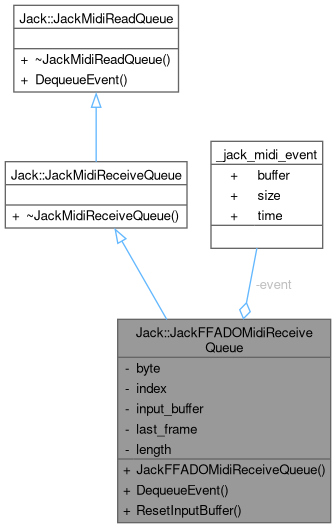 Jack::JackMidiReadQueue
+ ~JackMidiReadQueue()
+ DequeueEvent()
Jack::JackMidiReceiveQueue
+ ~JackMidiReceiveQueue()
_jack_midi_event
+ buffer
+ size
+ time
-event
Jack::JackFFADOMidiReceive
Queue
- byte
- index
- input_buffer
- last_frame
- length
+ JackFFADOMidiReceiveQueue()
+ DequeueEvent()
+ ResetInputBuffer()